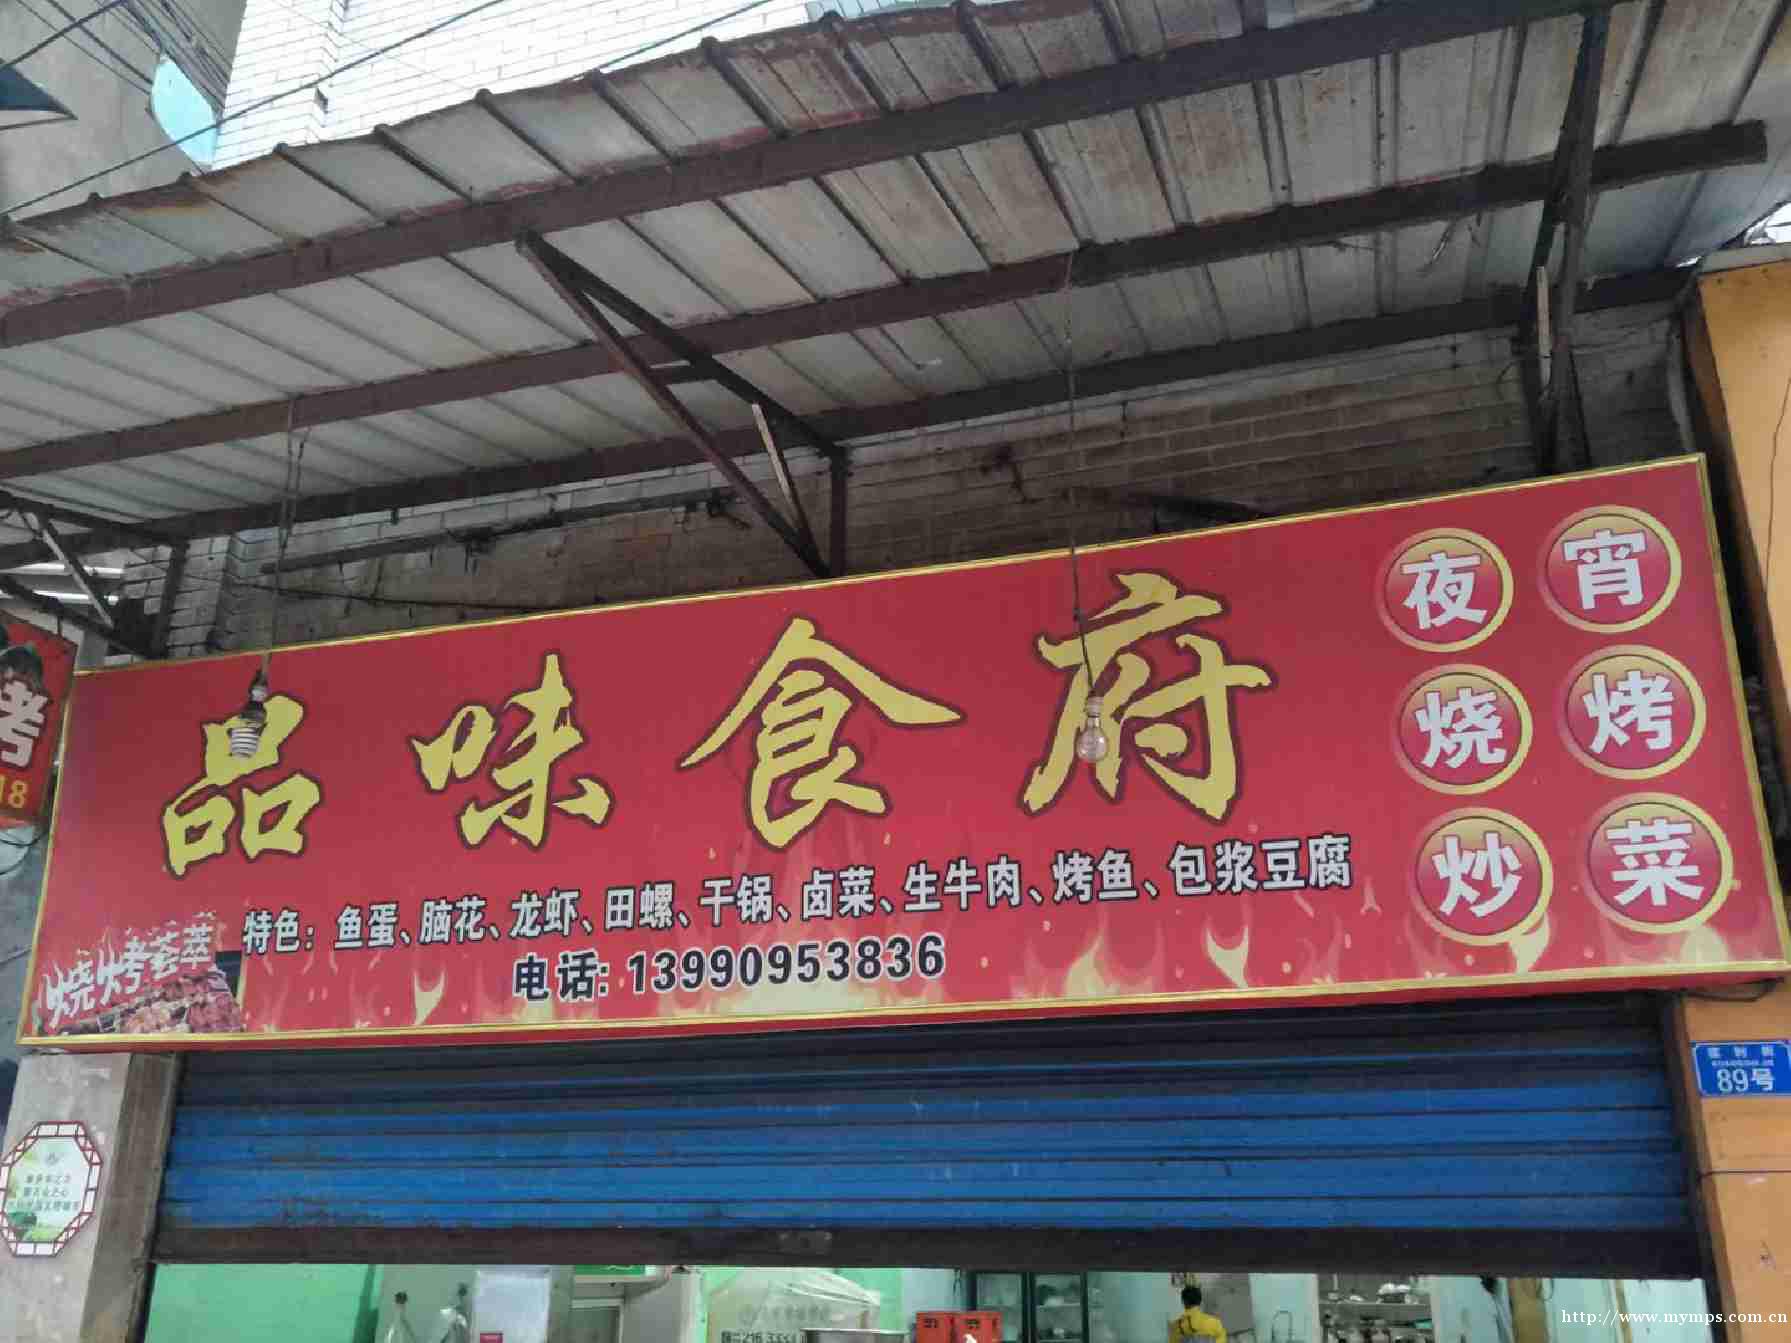 品味食府
夜宵
烧烤
炒菜
特色：鱼蛋、脑花、龙虾、田螺、干锅、卤菜、生牛肉、烤鱼、包浆豆腐
电话: 13990953836
烧烤荟萃
烤
18
89号
http://www.mymps.com.cn